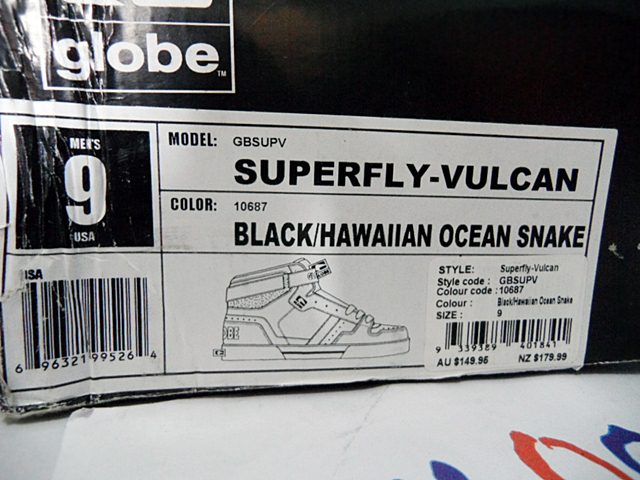 globe TM
MEN'S
9
USA
MODEL: GBSUPV
SUPERFLY-VULCAN
COLOR: 10687
BLACK/HAWAIIAN OCEAN SNAKE
USA
6 96321 99526 4
STYLE: Superfly-Vulcan
Style code : GBSUPV
Colour code : 10687
Colour : Black/Hawaiian Ocean Snake
SIZE : 9
9 339389 401841
AU $149.95 NZ $179.99